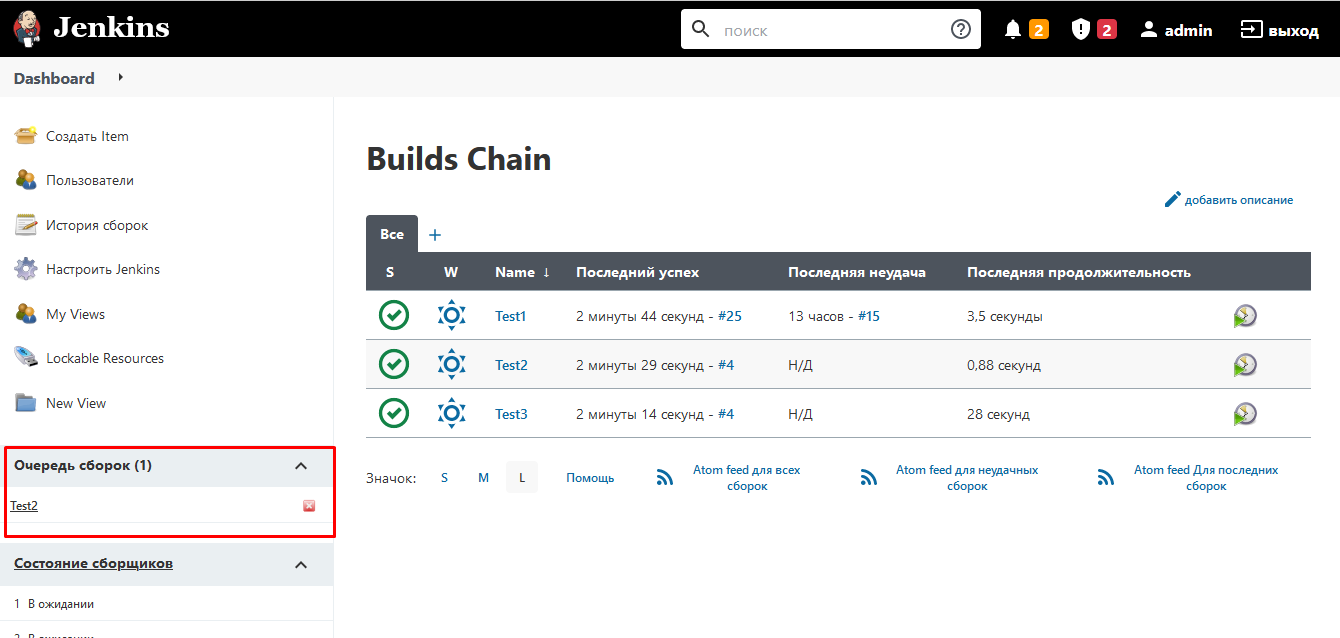 Jenkins
поиск
2
2
admin
выход
Dashboard
Создать Item
Пользователи
История сборок
Настроить Jenkins
My Views
Lockable Resources
New View
Очередь сборок (1)
Test2
Состояние сборщиков
1 В ожидании
2 В ожидании
Builds Chain
добавить описание
Все +
S W Name ↓ Последний успех Последняя неудача Последняя продолжительность
Test1 2 минуты 44 секунд - #25 13 часов - #15 3,5 секунды
Test2 2 минуты 29 секунд - #4 Н/Д 0,88 секунд
Test3 2 минуты 14 секунд - #4 Н/Д 28 секунд
Значок: S M L Помощь
Atom feed для всех
сборок
Atom feed для неудачных
сборок
Atom feed Для последних
сборок